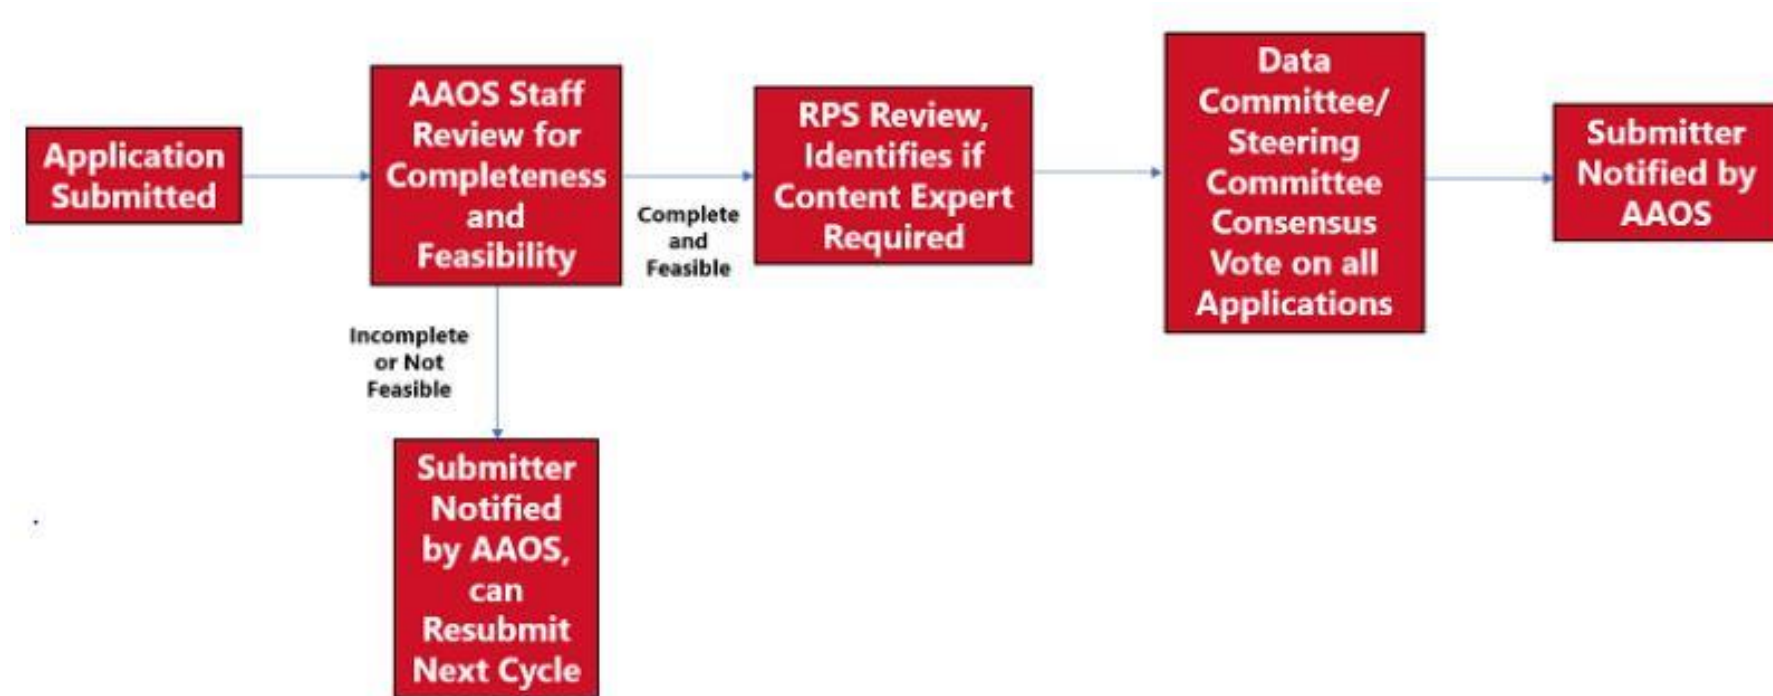 Application
Submitted
AAOS Staff
Review for
Completeness
and
Feasibility
Complete
and
Feasible
RPS Review,
Identifies if
Content Expert
Required
Data
Committee/
Steering
Committee
Consensus
Vote on all
Applications
Submitter
Notified by
AAOS
Incomplete
or Not
Feasible
Submitter
Notified
by AAOS,
can
Resubmit
Next Cycle